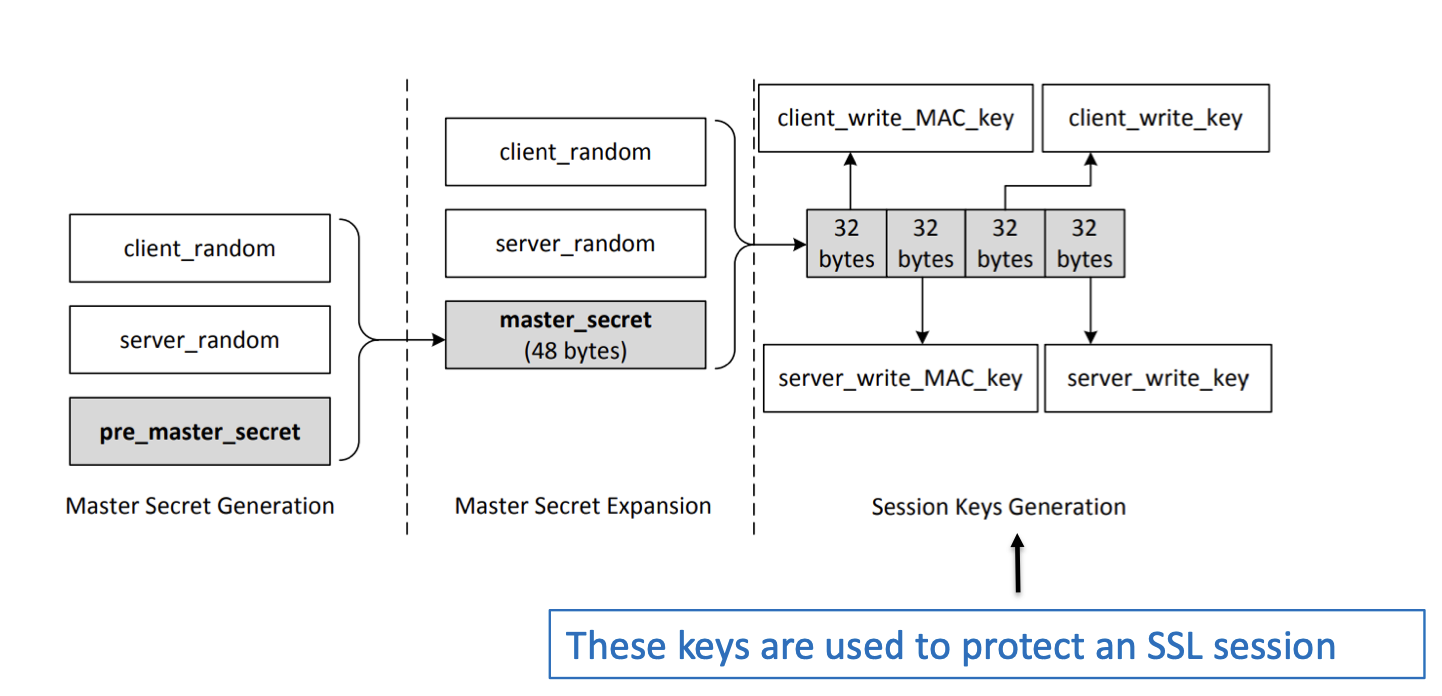 client_random
server_random
pre_master_secret
Master Secret Generation
client_random
server_random
master_secret
(48 bytes)
Master Secret Expansion
client_write_MAC_key
client_write_key
32
bytes
32
bytes
32
bytes
32
bytes
server_write_MAC_key
server_write_key
Session Keys Generation
These keys are used to protect an SSL session